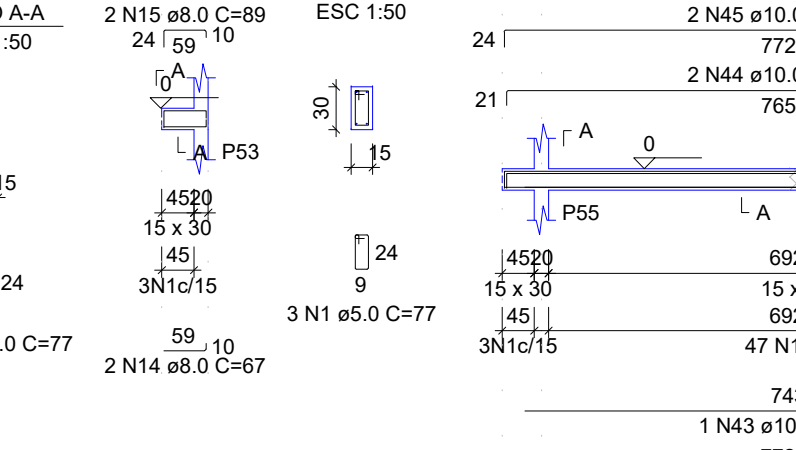 A-A
:50
15
24
.0 C=77
2 N15 ø8.0 C=89
24
59
10
A
0
A
P53
45
20
15 x 30
45
3N1c/15
59
10
2 N14 ø8.0 C=67
ESC 1:50
30
15
24
9
3 N1 ø5.0 C=77
2 N45 ø10.0
24
772
2 N44 ø10.0
21
765
A
0
P55
A
45
20
692
15 x 30
15 x
45
692
3N1c/15
47 N1
743
1 N43 ø10